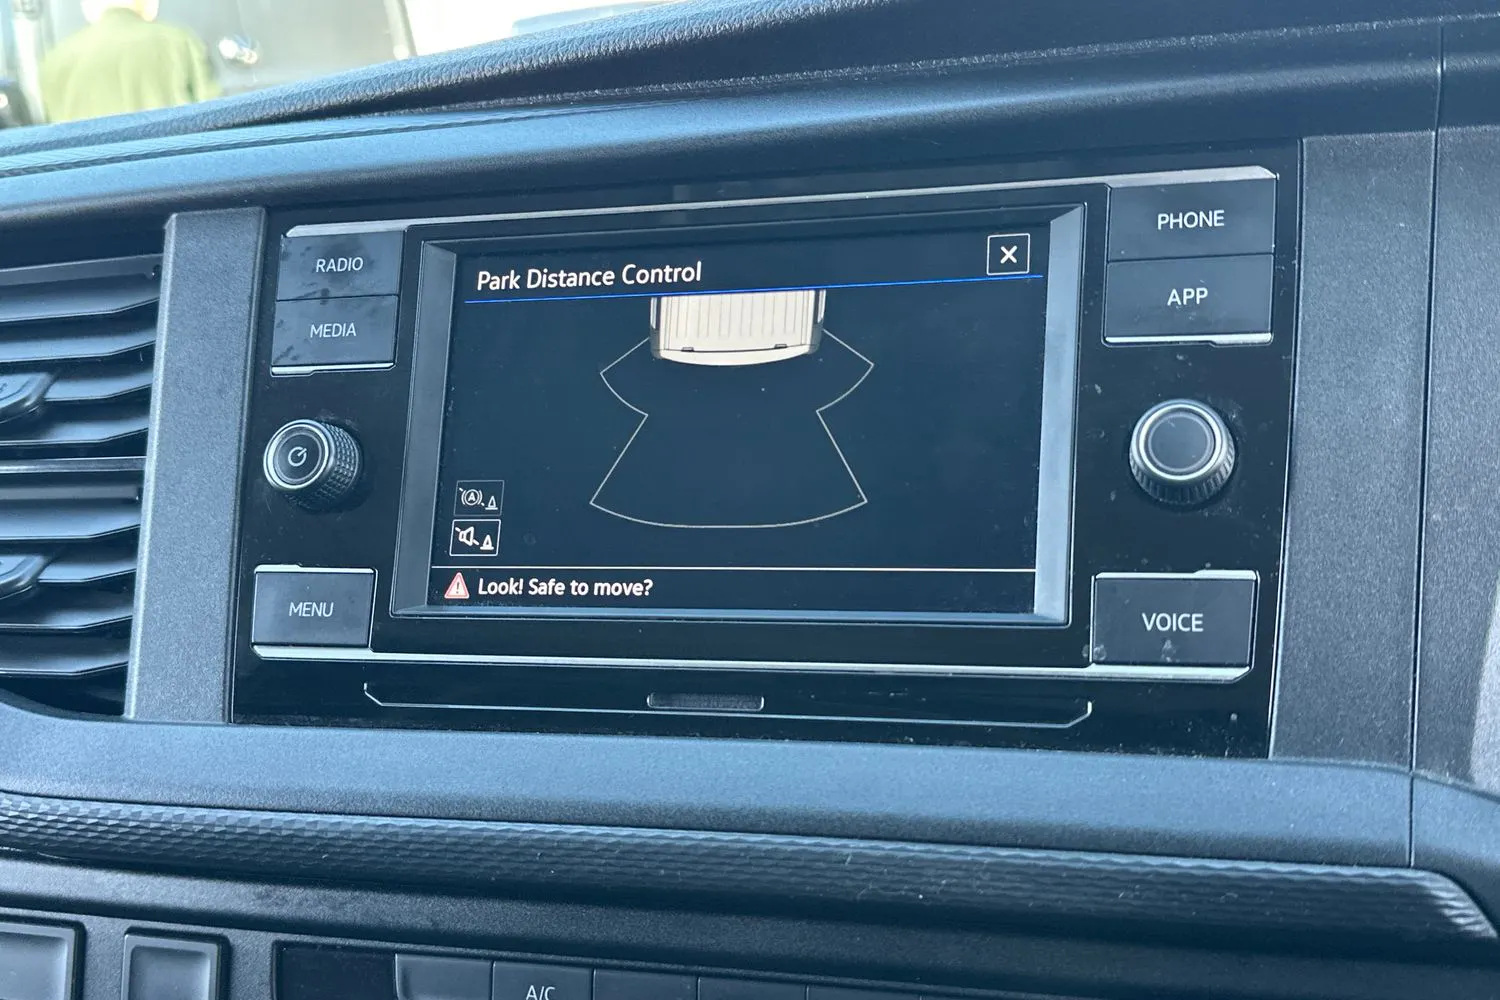 RADIO
MEDIA
Park Distance Control
X
PHONE
APP
A
Look! Safe to move?
MENU
VOICE
A/C